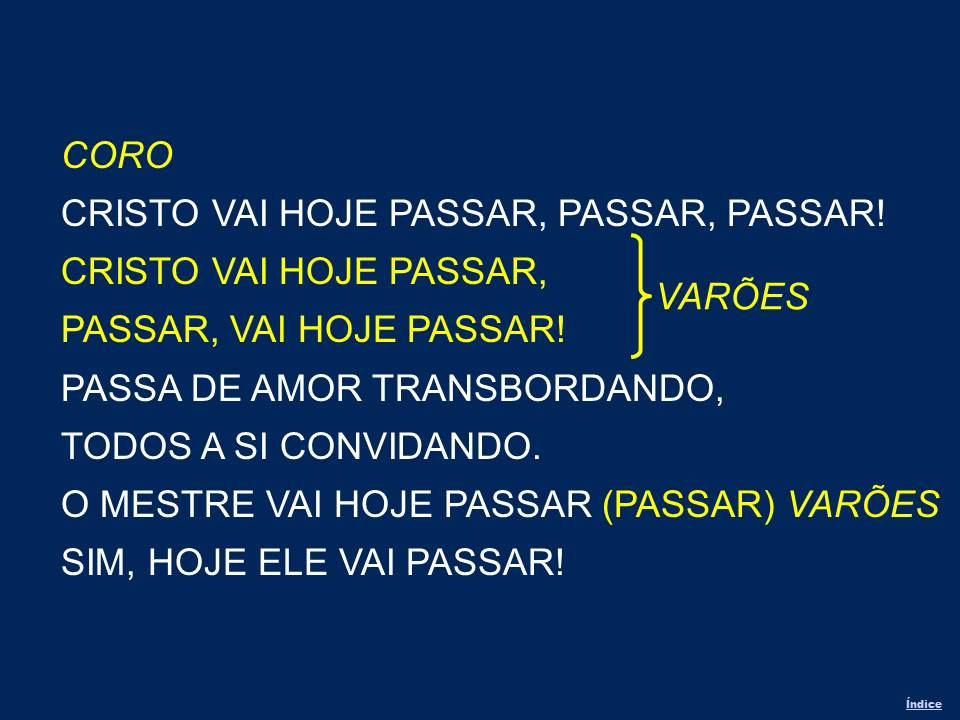 CORO
CRISTO VAI HOJE PASSAR, PASSAR, PASSAR!
CRISTO VAI HOJE PASSAR,
PASSAR, VAI HOJE PASSAR!
VARÕES
PASSA DE AMOR TRANSBORDANDO,
TODOS A SI CONVIDANDO.
O MESTRE VAI HOJE PASSAR (PASSAR) VARÕES
SIM, HOJE ELE VAI PASSAR!
Índice